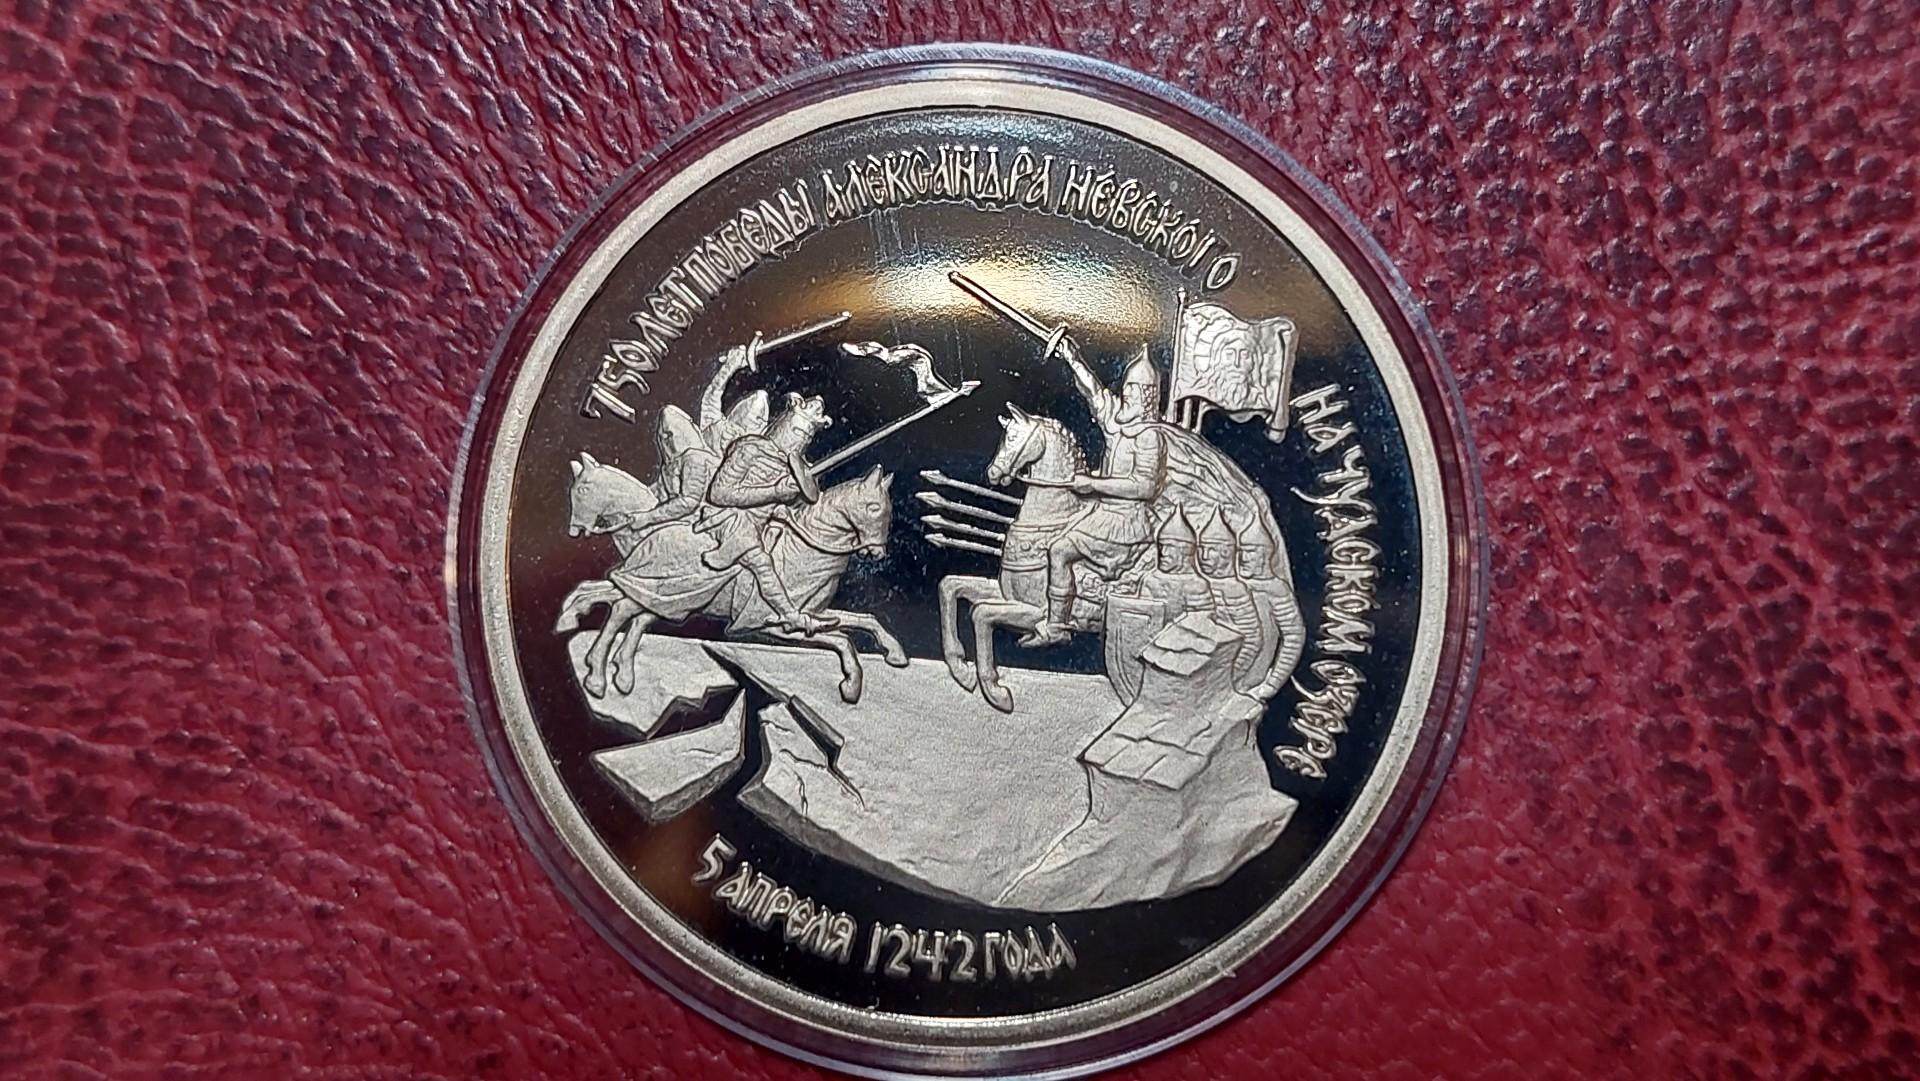 750 ЛЕТ ПОБЕДЫ АЛЕКСАНДРА НЕВСКОГО
НА ЧУДСКОМ ОЗЕРЕ
5 АПРЕЛЯ 1242 ГОДА